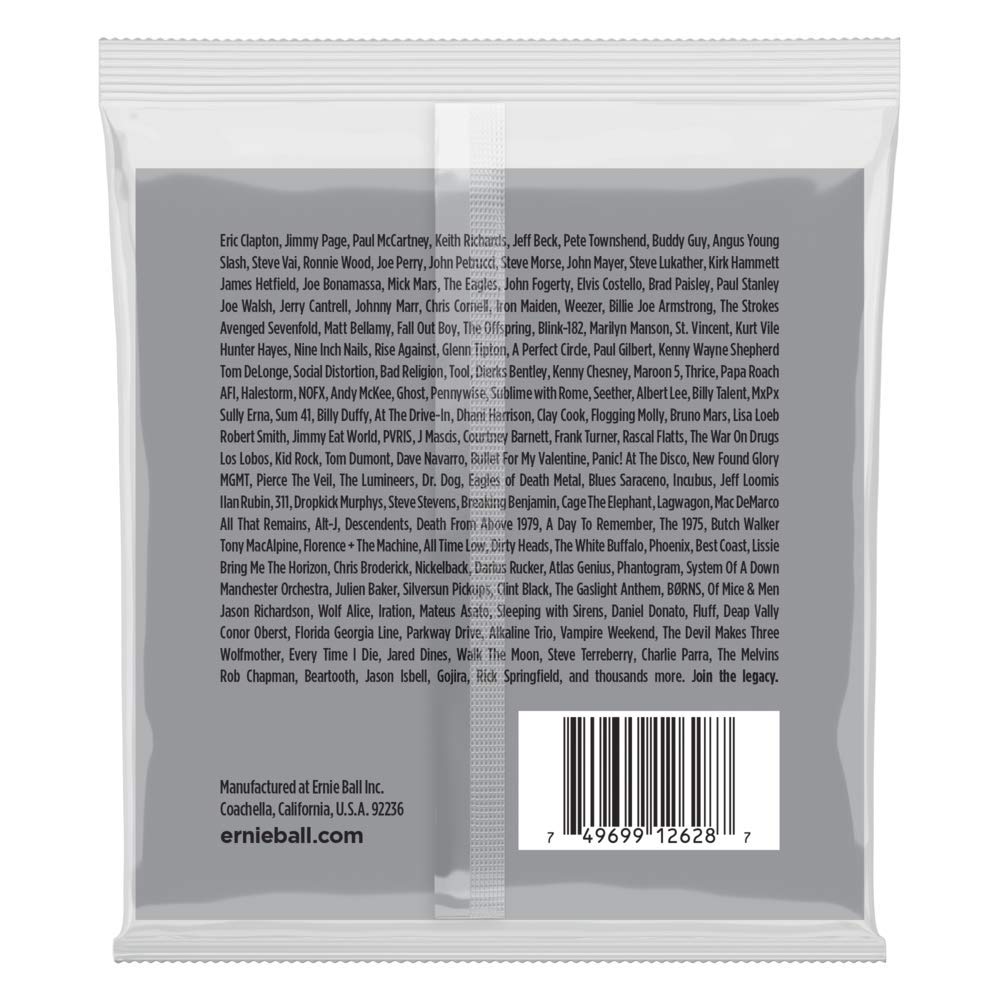 Eric Clapton, Jimmy Page, Paul McCartney, Keith Richards, Jeff Beck, Pete Townshend, Buddy Guy, Angus Young
Slash, Steve Vai, Ronnie Wood, Joe Perry, John Petrucci, Steve Morse, John Mayer, Steve Lukather, Kirk Hammett
James Hetfield, Joe Bonamassa, Mick Mars, The Eagles, John Fogerty, Elvis Costello, Brad Paisley, Paul Stanley
Joe Walsh, Jerry Cantrell, Johnny Marr, Chris Cornell, Iron Maiden, Weezer, Billie Joe Armstrong, The Strokes
Avenged Sevenfold, Matt Bellamy, Fall Out Boy, The Offspring, Blink-182, Marilyn Manson, St. Vincent, Kurt Vile
Hunter Hayes, Nine Inch Nails, Rise Against, Glenn Tipton, A Perfect Circle, Paul Gilbert, Kenny Wayne Shepherd
Tom DeLonge, Social Distortion, Bad Religion, Tool, Dierks Bentley, Kenny Chesney, Maroon 5, Thrice, Papa Roach
AFI, Halestorm, NOFX, Andy McKee, Ghost, Pennywise, Sublime with Rome, Seether, Albert Lee, Billy Talent, MxPx
Sully Erna, Sum 41, Billy Duffy, At The Drive-In, Dhani Harrison, Clay Cook, Flogging Molly, Bruno Mars, Lisa Loeb
Robert Smith, Jimmy Eat World, PVRIS, J Mascis, Courtney Barnett, Frank Turner, Rascal Flatts, The War On Drugs
Los Lobos, Kid Rock, Tom Dumont, Dave Navarro, Bullet For My Valentine, Panic! At The Disco, New Found Glory
MGMT, Pierce The Veil, The Lumineers, Dr. Dog, Eagles of Death Metal, Blues Saraceno, Incubus, Jeff Loomis
Ilan Rubin, 311, Dropkick Murphys, Steve Stevens, Breaking Benjamin, Cage The Elephant, Lagwagon, Mac DeMarco
All That Remains, Alt-J, Descendents, Death From Above 1979, A Day To Remember, The 1975, Butch Walker
Tony MacAlpine, Florence + The Machine, All Time Low, Dirty Heads, The White Buffalo, Phoenix, Best Coast, Lissie
Bring Me The Horizon, Chris Broderick, Nickelback, Darius Rucker, Atlas Genius, Phantogram, System Of A Down
Manchester Orchestra, Julien Baker, Silversun Pickups, Clint Black, The Gaslight Anthem, BØRNS, Of Mice & Men
Jason Richardson, Wolf Alice, Iration, Mateus Asato, Sleeping with Sirens, Daniel Donato, Fluff, Deap Vally
Conor Oberst, Florida Georgia Line, Parkway Drive, Alkaline Trio, Vampire Weekend, The Devil Makes Three
Wolfmother, Every Time I Die, Jared Dines, Walk The Moon, Steve Terreberry, Charlie Parra, The Melvins
Rob Chapman, Beartooth, Jason Isbell, Gojira, Rick Springfield, and thousands more. Join the legacy.
Manufactured at Ernie Ball Inc.
Coachella, California, U.S.A. 92236
ernieball.com
7 49699 12628 7